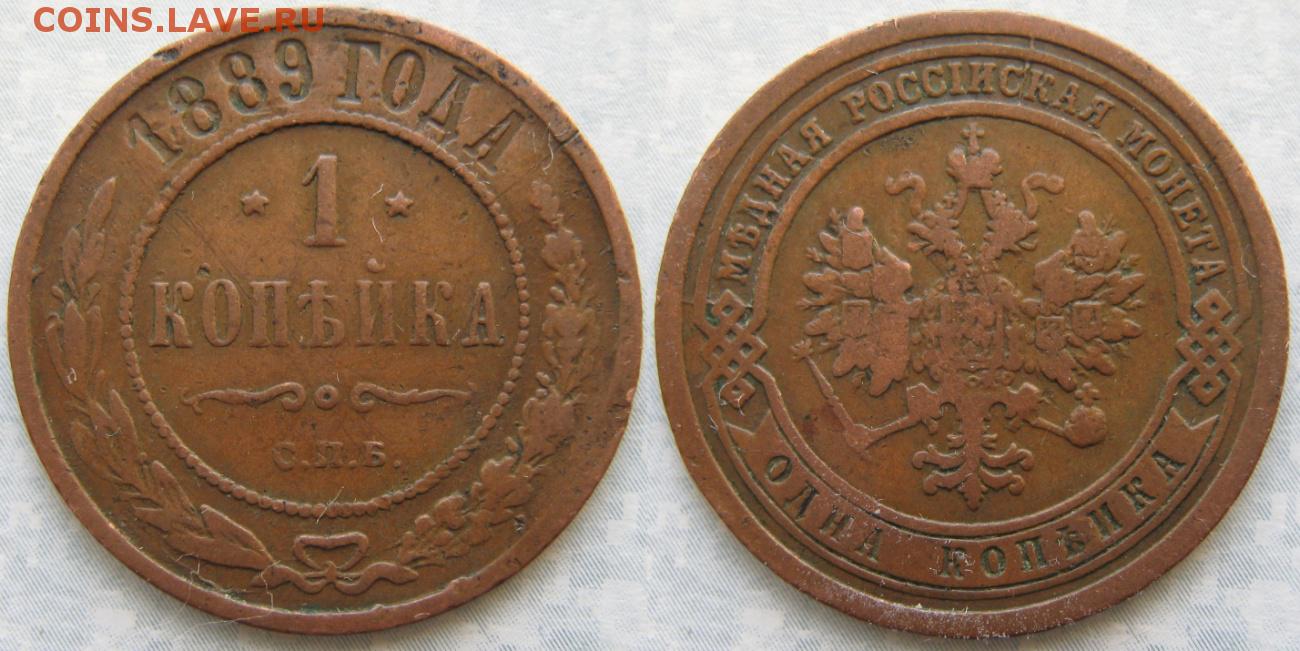 COINS.LAVE.RU
1889 ГОДА
1
КОПѢЙКА
С.П.Б.
МѢДНАЯ РОССІЙСКАЯ МОНЕТА
ОДНА КОПѢЙКА